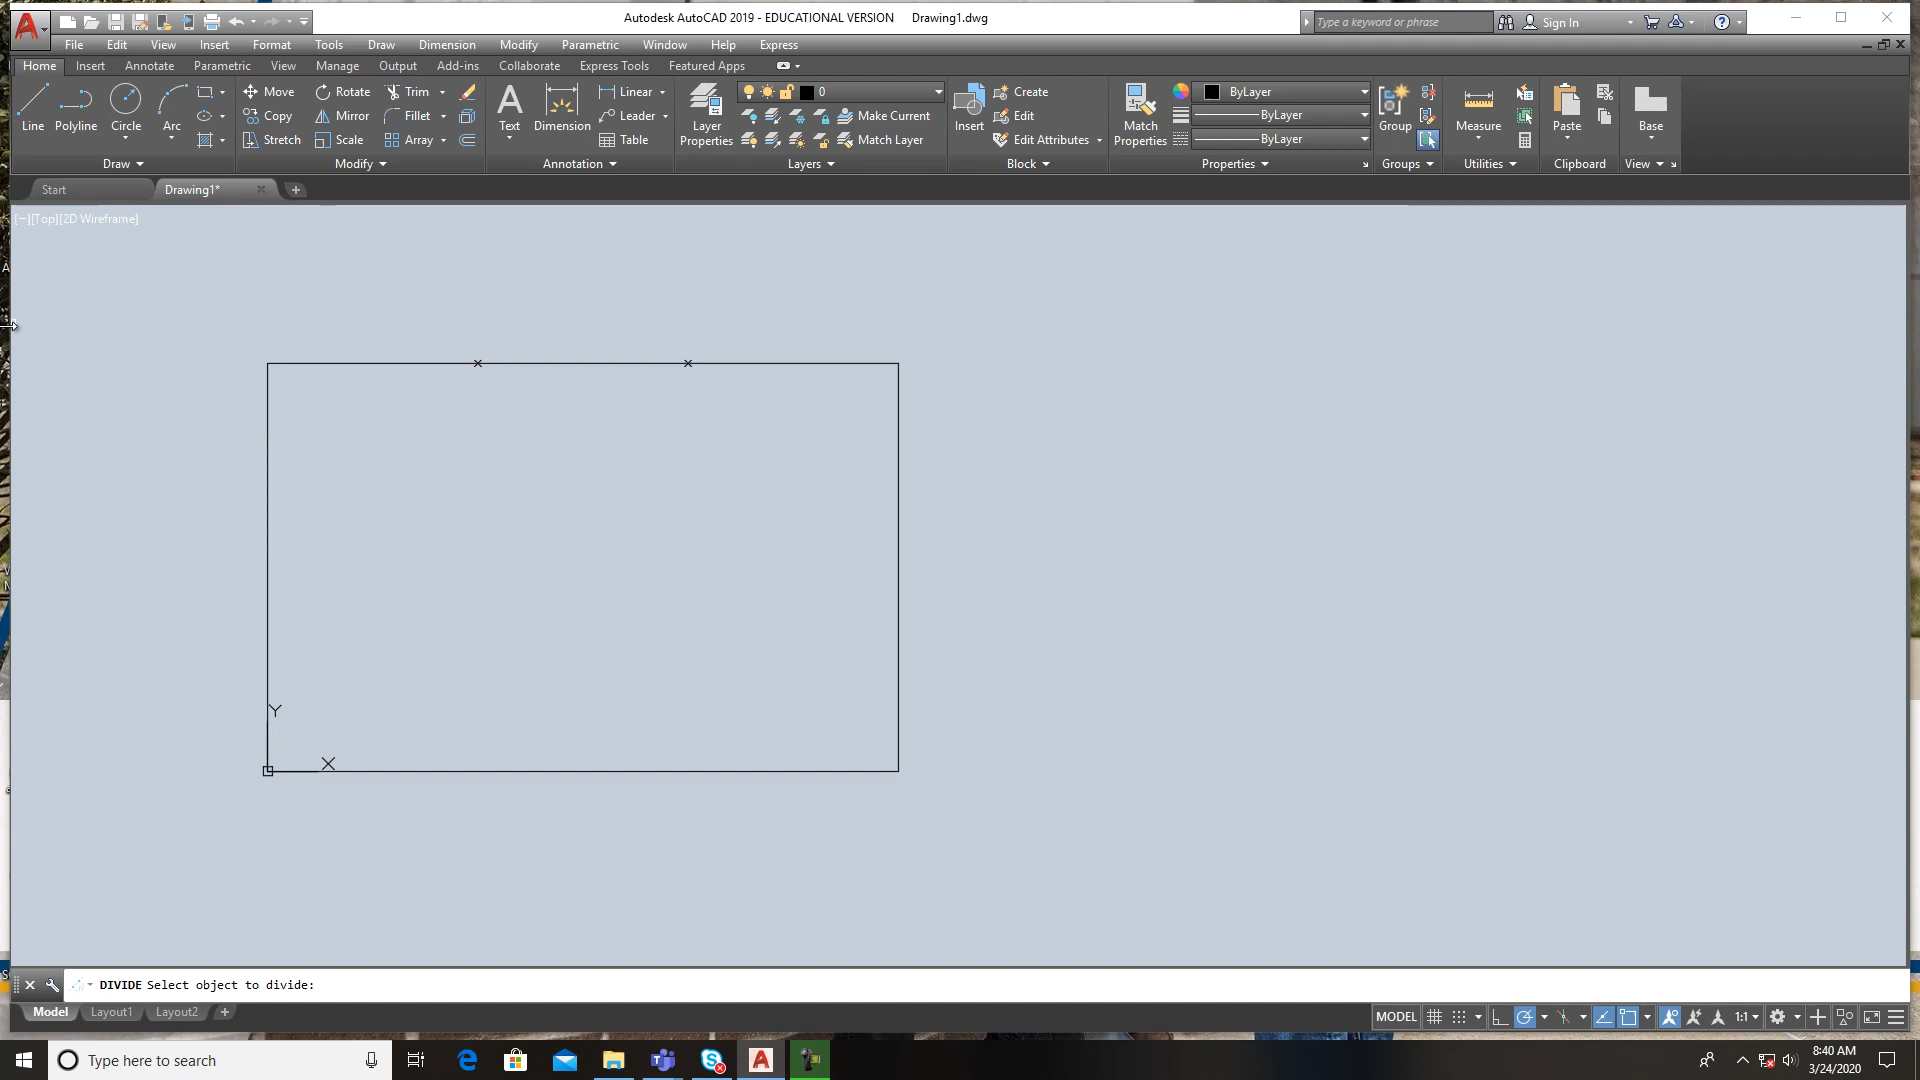 Autodesk AutoCAD 2019 - EDUCATIONAL VERSION Drawing1.dwg
Type a keyword or phrase
Sign In
File Edit View Insert Format Tools Draw Dimension Modify Parametric Window Help Express
Home Insert Annotate Parametric View Manage Output Add-ins Collaborate Express Tools Featured Apps
Line Polyline Circle Arc
Draw
Move Rotate Trim
Copy Mirror Fillet
Stretch Scale Array
Modify
Text Dimension
Linear
Leader
Table
Annotation
Layer Properties
0
Make Current
Match Layer
Layers
Insert
Create
Edit
Edit Attributes
Block
Match Properties
ByLayer
ByLayer
ByLayer
Properties
Group
Groups
Measure
Utilities
Paste
Clipboard
Base
View
Start Drawing1*
[−][Top][2D Wireframe]
Y
X
DIVIDE Select object to divide:
Model Layout1 Layout2
MODEL 1:1
Type here to search
8:40 AM
3/24/2020